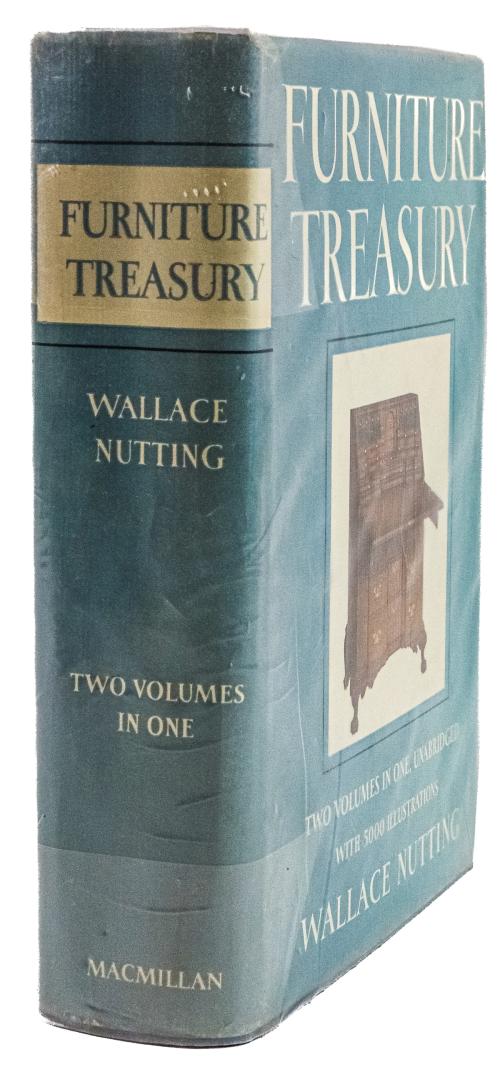 FURNITURE
TREASURY
WALLACE
NUTTING
TWO VOLUMES
IN ONE
MACMILLAN
FURNITURE
TREASURY
TWO VOLUMES IN ONE, UNABRIDGED
WITH 5000 ILLUSTRATIONS
WALLACE NUTTING